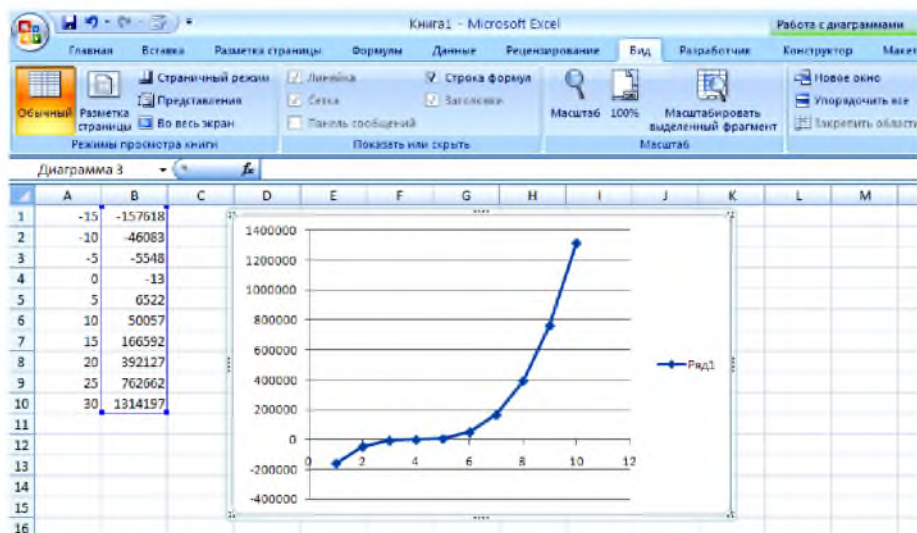 Книга1 - Microsoft Excel
Работа с диаграммами
Главная Вставка Разметка страницы Формулы Данные Рецензирование Вид Разработчик Конструктор Макет
Обычный
Разметка страницы
Страничный режим
Представления
Во весь экран
Режимы просмотра книги
Линейка
Сетка
Панель сообщений
Строка формул
Заголовки
Показать или скрыть
Масштаб
100%
Масштабировать выделенный фрагмент
Масштаб
Новое окно
Упорядочить все
Закрепить области
Диаграмма 3 fx
A B C D E F G H I J K L M
1 -15 -157618
2 -10 -46083
3 -5 -5548
4 0 -13
5 5 6522
6 10 50057
7 15 166592
8 20 392127
9 25 762662
10 30 1314197
11
12
13
14
15
16
1400000
1200000
1000000
800000
600000
400000
200000
0
-200000
-400000
0 2 4 6 8 10 12
Ряд1